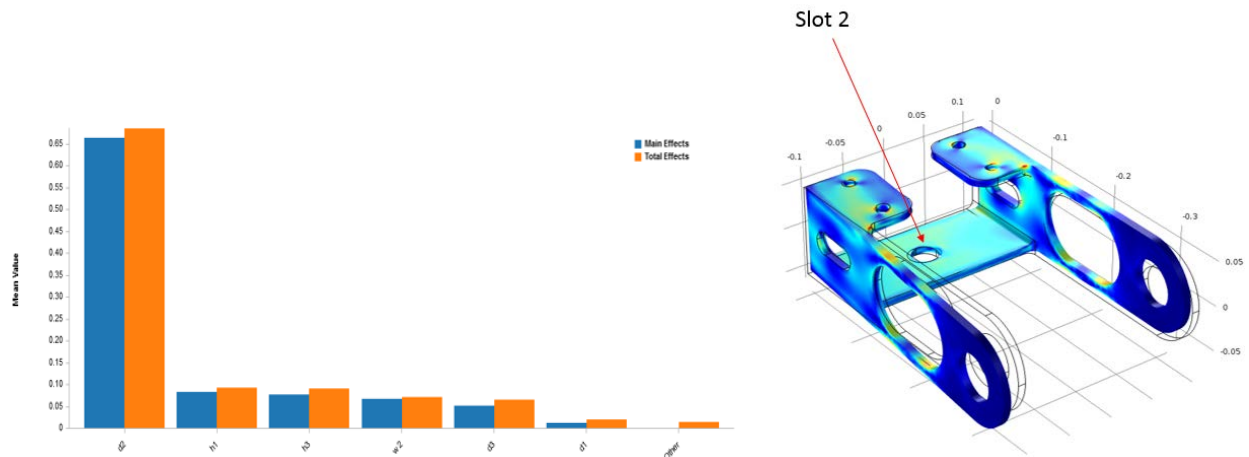 Slot 2
Main Effects
Total Effects
Mean Value
0.65
0.60
0.55
0.50
0.45
0.40
0.35
0.30
0.25
0.20
0.15
0.10
0.05
0
d2
h1
h3
w2
d3
d1
Other
0.1
0
0.05
0
-0.05
-0.1
-0.1
-0.2
-0.3
0.05
0
-0.05